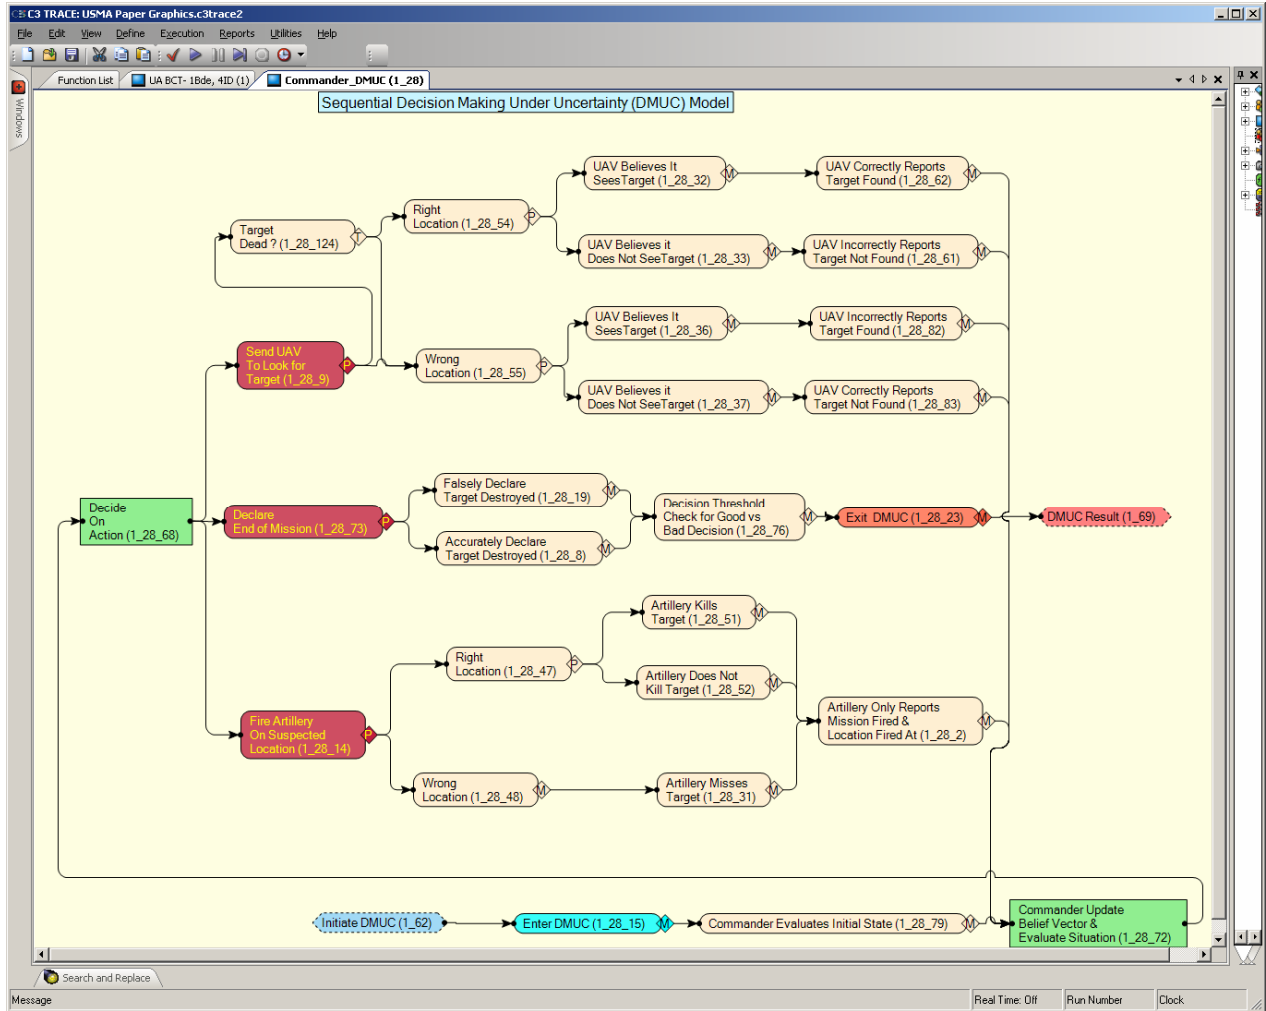 C3 TRACE: USMA Paper Graphics.c3trace2
File Edit View Define Execution Reports Utilities Help
Function List
UA BCT- 1Bde, 4ID (1)
Commander_DMUC (1_28)
Windows
Sequential Decision Making Under Uncertainty (DMUC) Model
UAV Believes It
SeesTarget (1_28_32)
M
UAV Correctly Reports
Target Found (1_28_62)
M
Right
Location (1_28_54)
P
Target
Dead ? (1_28_124)
T
UAV Believes it
Does Not SeeTarget (1_28_33)
M
UAV Incorrectly Reports
Target Not Found (1_28_61)
M
UAV Believes It
SeesTarget (1_28_36)
M
UAV Incorrectly Reports
Target Found (1_28_82)
M
Send UAV
To Look for
Target (1_28_9)
P
Wrong
Location (1_28_55)
P
UAV Believes it
Does Not SeeTarget (1_28_37)
M
UAV Correctly Reports
Target Not Found (1_28_83)
M
Decide
On
Action (1_28_68)
Declare
End of Mission (1_28_73)
P
Falsely Declare
Target Destroyed (1_28_19)
M
Accurately Declare
Target Destroyed (1_28_8)
M
Decision Threshold
Check for Good vs
Bad Decision (1_28_76)
M
Exit DMUC (1_28_23)
M
DMUC Result (1_69)
Artillery Kills
Target (1_28_51)
M
Right
Location (1_28_47)
P
Artillery Does Not
Kill Target (1_28_52)
M
Fire Artillery
On Suspected
Location (1_28_14)
P
Artillery Only Reports
Mission Fired &
Location Fired At (1_28_2)
M
Wrong
Location (1_28_48)
M
Artillery Misses
Target (1_28_31)
M
Initiate DMUC (1_62)
Enter DMUC (1_28_15)
M
Commander Evaluates Initial State (1_28_79)
M
Commander Update
Belief Vector &
Evaluate Situation (1_28_72)
Search and Replace
Message
Real Time: Off
Run Number
Clock